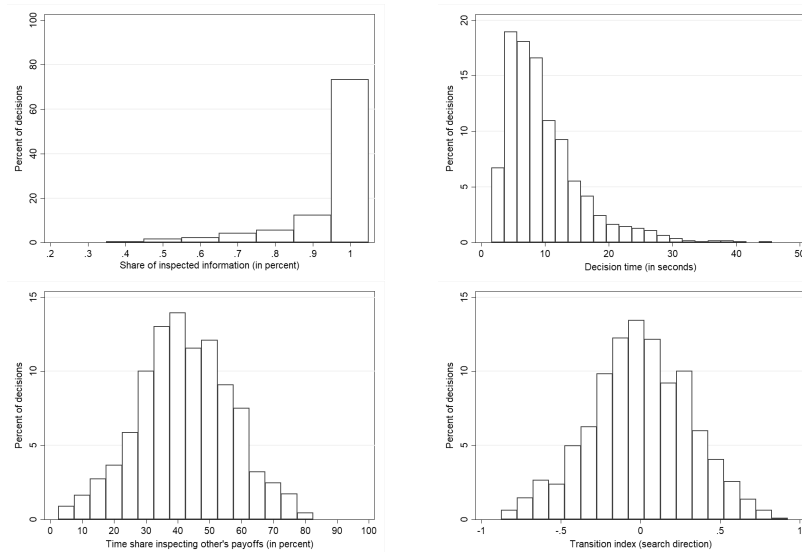 Percent of decisions
0 20 40 60 80 100
.2 .3 .4 .5 .6 .7 .8 .9 1
Share of inspected information (in percent)
Percent of decisions
0 5 10 15 20
0 10 20 30 40 50
Decision time (in seconds)
Percent of decisions
0 5 10 15
0 10 20 30 40 50 60 70 80 90 100
Time share inspecting other's payoffs (in percent)
Percent of decisions
0 5 10 15
-1 -.5 0 .5 1
Transition index (search direction)